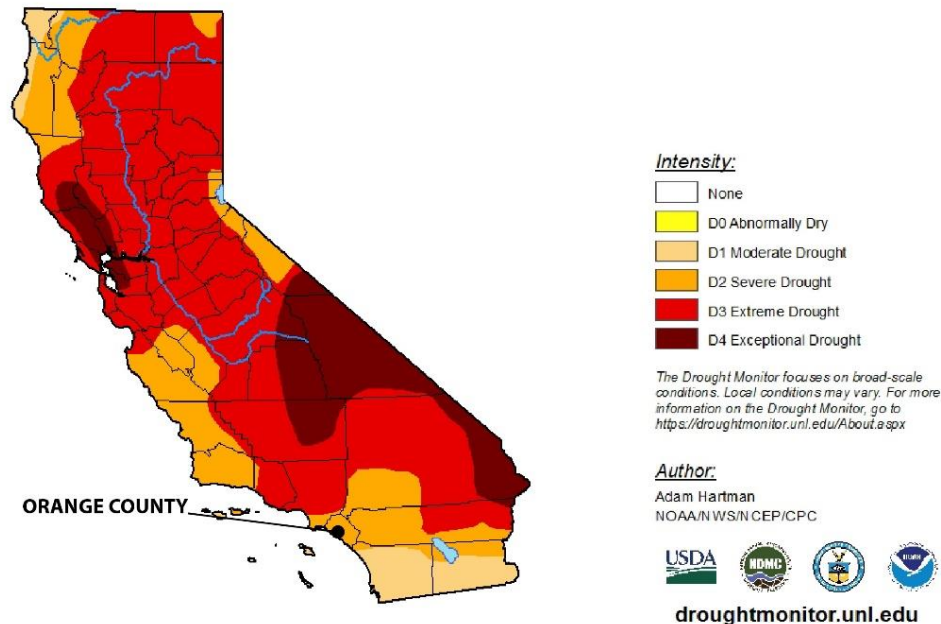 Intensity:
None
D0 Abnormally Dry
D1 Moderate Drought
D2 Severe Drought
D3 Extreme Drought
D4 Exceptional Drought
The Drought Monitor focuses on broad-scale
conditions. Local conditions may vary. For more
information on the Drought Monitor, go to
https://droughtmonitor.unl.edu/About.aspx
Author:
Adam Hartman
NOAA/NWS/NCEP/CPC
ORANGE COUNTY
USDA
NDMC
droughtmonitor.unl.edu